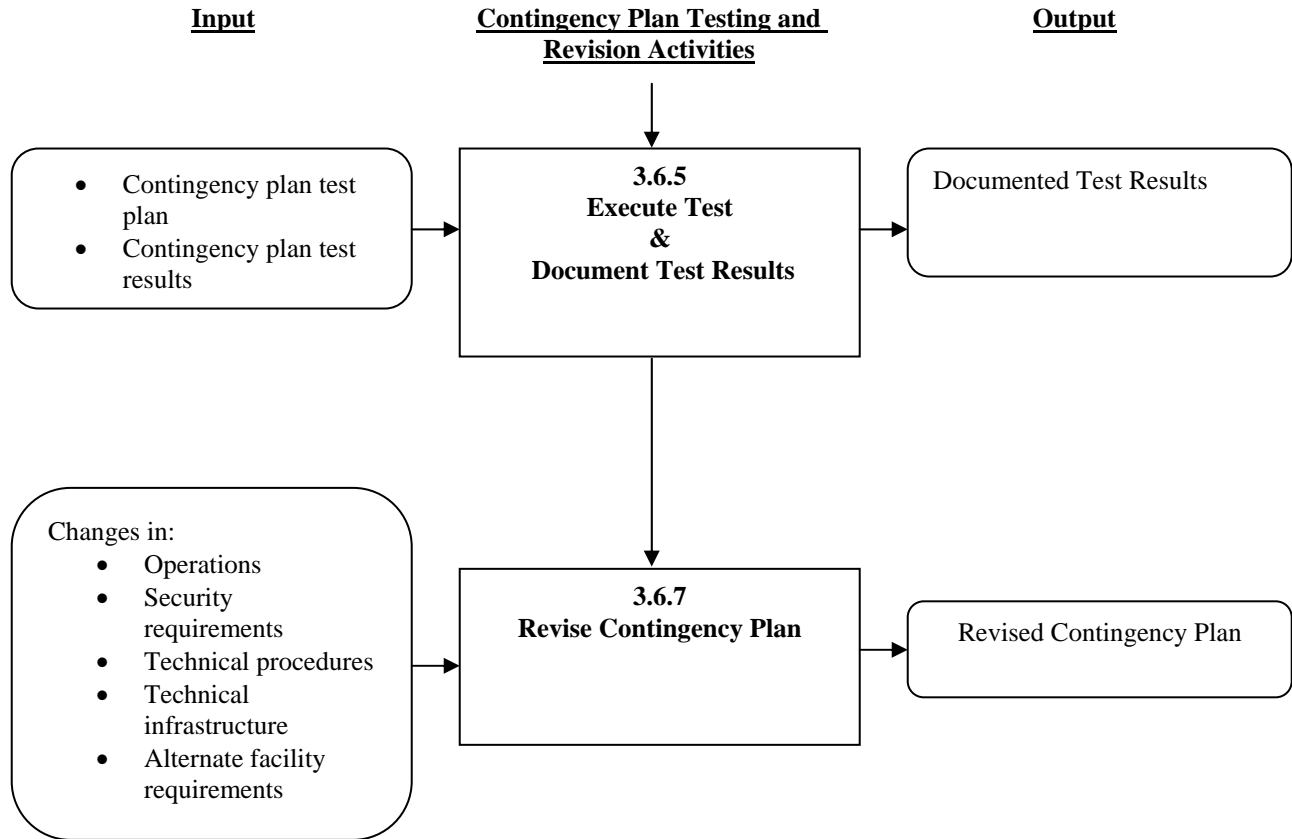 Input
Contingency Plan Testing and
Revision Activities
Output
• Contingency plan test
plan
• Contingency plan test
results
3.6.5
Execute Test
&
Document Test Results
Documented Test Results
Changes in:
• Operations
• Security
requirements
• Technical procedures
• Technical
infrastructure
• Alternate facility
requirements
3.6.7
Revise Contingency Plan
Revised Contingency Plan